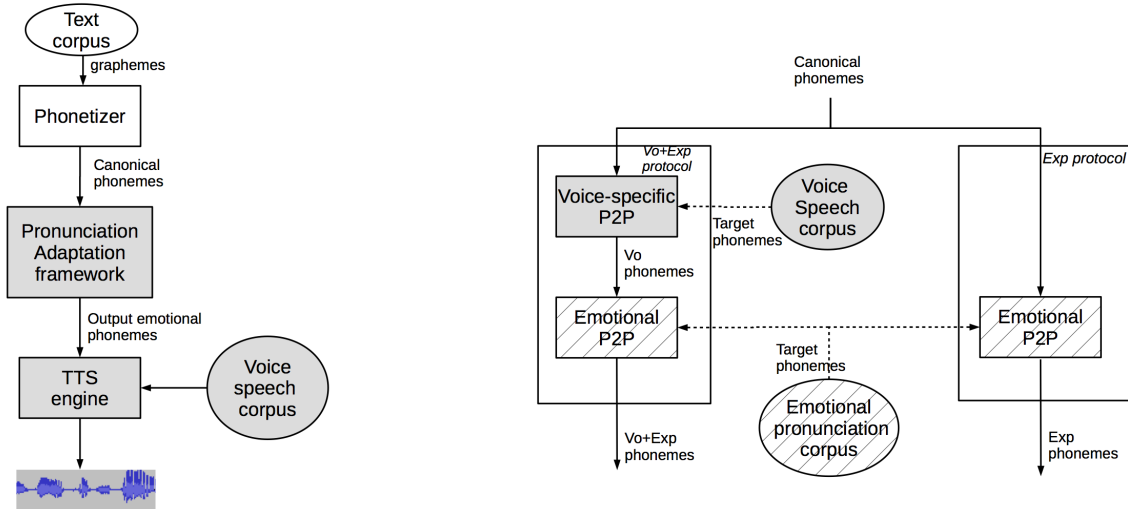 Text
corpus
graphemes
Phonetizer
Canonical
phonemes
Pronunciation
Adaptation
framework
Output emotional
phonemes
TTS
engine
Voice
speech
corpus
Canonical
phonemes
Vo+Exp
protocol
Voice-specific
P2P
Target
phonemes
Voice
Speech
corpus
Vo
phonemes
Emotional
P2P
Target
phonemes
Emotional
pronunciation
corpus
Vo+Exp
phonemes
Exp protocol
Emotional
P2P
Exp
phonemes